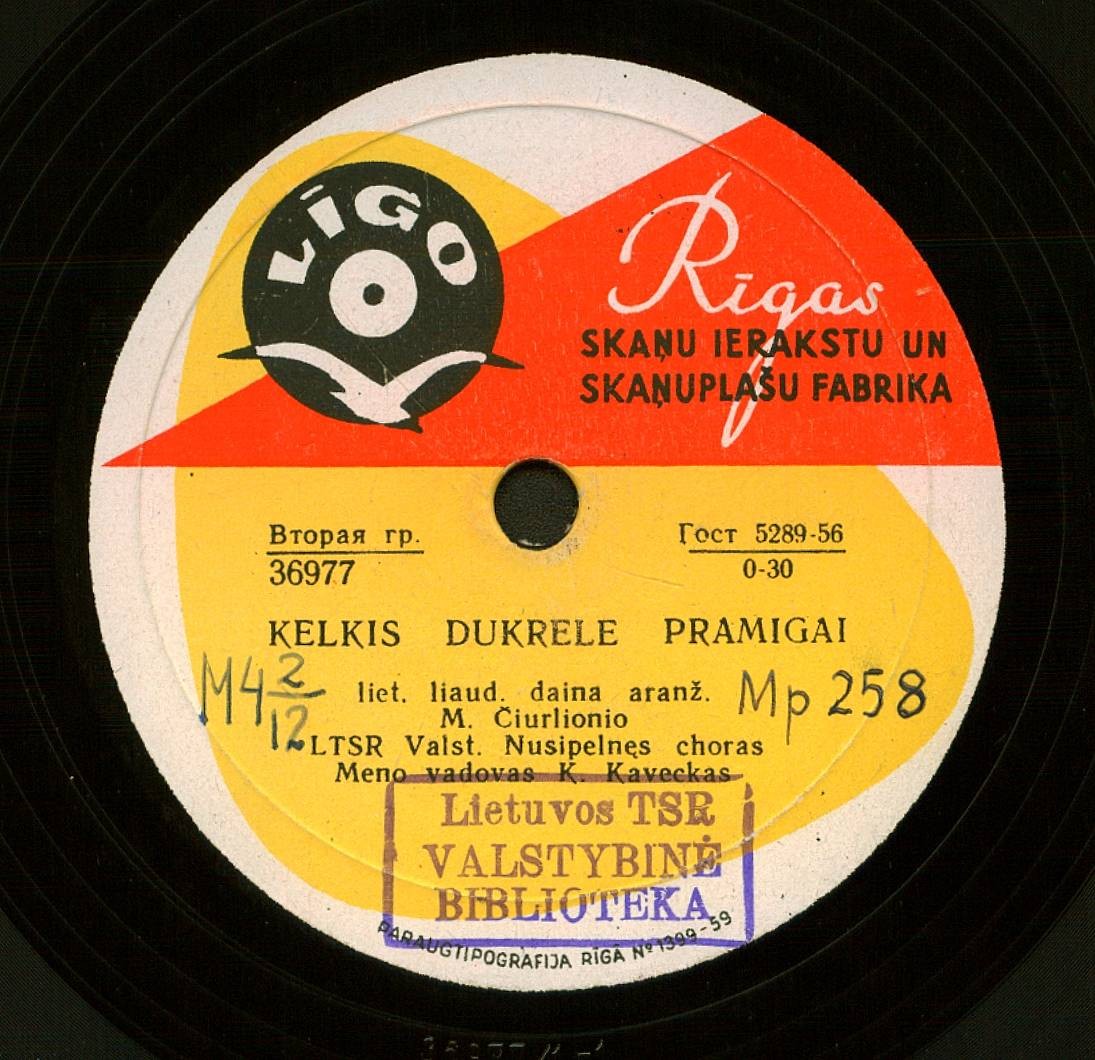 LĪGO
Rīgas
SKAŅU IERAKSTU UN
SKAŅUPLAŠU FABRIKA
Вторая гр.
36977
Гост 5289-56
0-30
KELKIS DUKRELE PRAMIGAI
M4 2/12
liet. liaud. daina aranž.
Mp 258
M. Čiurlionio
LTSR Valst. Nusipelnęs choras
Meno vadovas K. Kaveckas
Lietuvos TSR
VALSTYBINĖ
BIBLIOTEKA
PARAUGTIPOGRAFIJA RĪGĀ Nº 1399-59